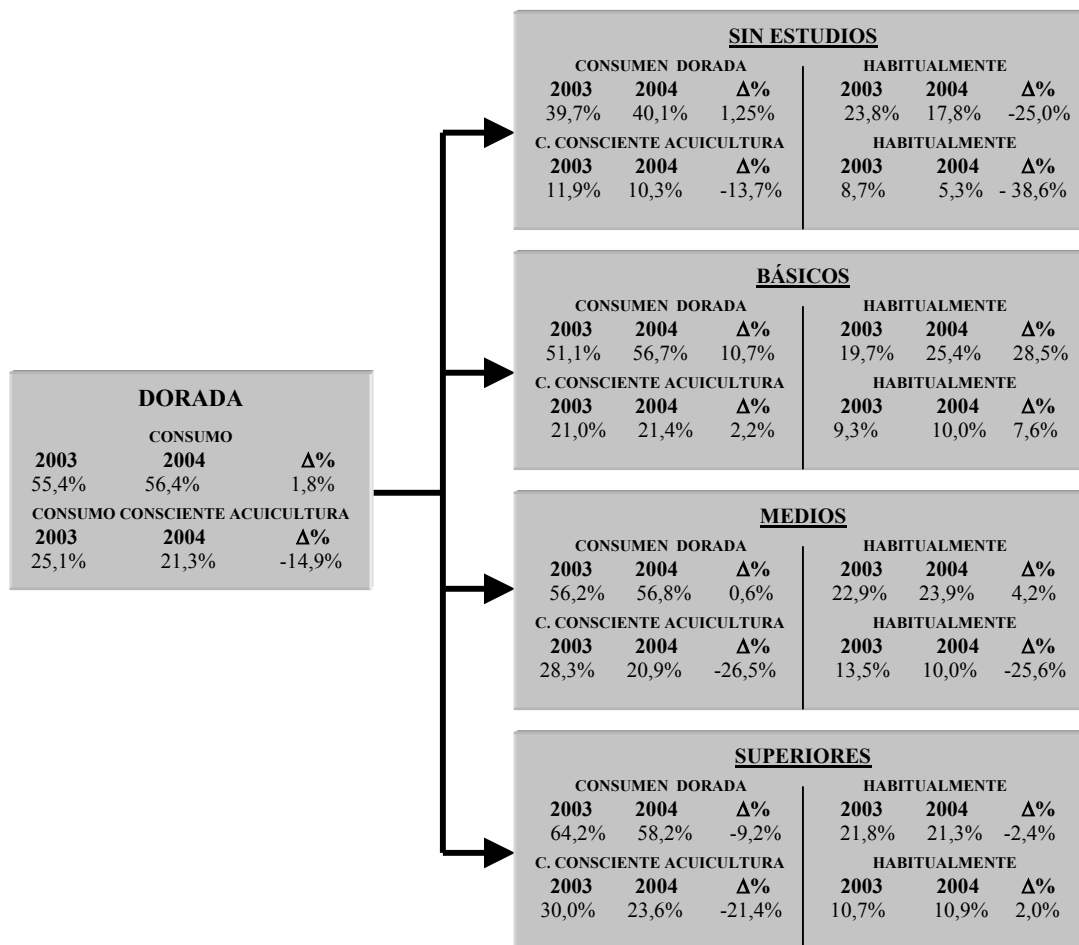 DORADA
CONSUMO
2003 2004 Δ%
55,4% 56,4% 1,8%
CONSUMO CONSCIENTE ACUICULTURA
2003 2004 Δ%
25,1% 21,3% -14,9%
SIN ESTUDIOS
CONSUMEN DORADA HABITUALMENTE
2003 2004 Δ% 2003 2004 Δ%
39,7% 40,1% 1,25% 23,8% 17,8% -25,0%
C. CONSCIENTE ACUICULTURA HABITUALMENTE
2003 2004 Δ% 2003 2004 Δ%
11,9% 10,3% -13,7% 8,7% 5,3% - 38,6%
BÁSICOS
CONSUMEN DORADA HABITUALMENTE
2003 2004 Δ% 2003 2004 Δ%
51,1% 56,7% 10,7% 19,7% 25,4% 28,5%
C. CONSCIENTE ACUICULTURA HABITUALMENTE
2003 2004 Δ% 2003 2004 Δ%
21,0% 21,4% 2,2% 9,3% 10,0% 7,6%
MEDIOS
CONSUMEN DORADA HABITUALMENTE
2003 2004 Δ% 2003 2004 Δ%
56,2% 56,8% 0,6% 22,9% 23,9% 4,2%
C. CONSCIENTE ACUICULTURA HABITUALMENTE
2003 2004 Δ% 2003 2004 Δ%
28,3% 20,9% -26,5% 13,5% 10,0% -25,6%
SUPERIORES
CONSUMEN DORADA HABITUALMENTE
2003 2004 Δ% 2003 2004 Δ%
64,2% 58,2% -9,2% 21,8% 21,3% -2,4%
C. CONSCIENTE ACUICULTURA HABITUALMENTE
2003 2004 Δ% 2003 2004 Δ%
30,0% 23,6% -21,4% 10,7% 10,9% 2,0%